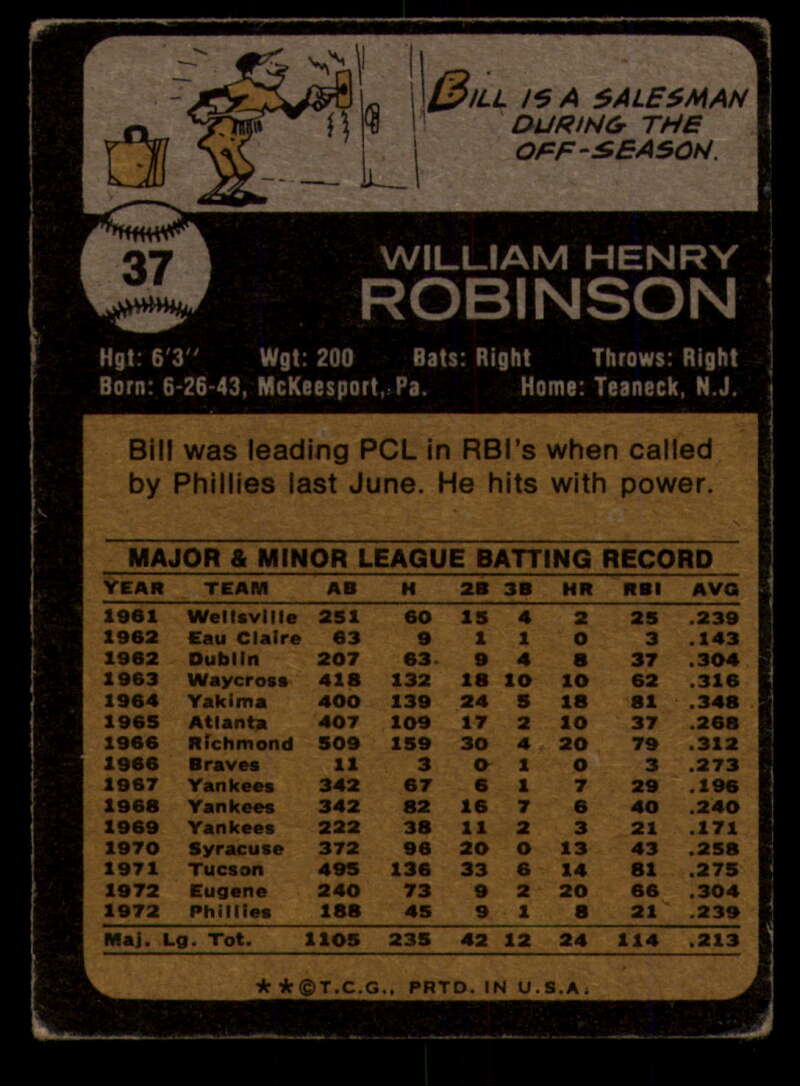 BILL IS A SALESMAN
DURING THE
OFF-SEASON.
37
WILLIAM HENRY
ROBINSON
Hgt: 6'3" Wgt: 200 Bats: Right Throws: Right
Born: 6-26-43, McKeesport, Pa. Home: Teaneck, N.J.
Bill was leading PCL in RBI's when called
by Phillies last June. He hits with power.
MAJOR & MINOR LEAGUE BATTING RECORD
YEAR TEAM AB H 2B 3B HR RBI AVG
1961 Wellsville 251 60 15 4 2 25 .239
1962 Eau Claire 63 9 1 1 0 3 .143
1962 Dublin 207 63 9 4 8 37 .304
1963 Waycross 418 132 18 10 10 62 .316
1964 Yakima 400 139 24 5 18 81 .348
1965 Atlanta 407 109 17 2 10 37 .268
1966 Richmond 509 159 30 4 20 79 .312
1966 Braves 11 3 0 1 0 3 .273
1967 Yankees 342 67 6 1 7 29 .196
1968 Yankees 342 82 16 7 6 40 .240
1969 Yankees 222 38 11 2 3 21 .171
1970 Syracuse 372 96 20 0 13 43 .258
1971 Tucson 495 136 33 6 14 81 .275
1972 Eugene 240 73 9 2 20 66 .304
1972 Phillies 188 45 9 1 8 21 .239
Maj. Lg. Tot. 1105 235 42 12 24 114 .213
**©T.C.G., PRTD. IN U.S.A.